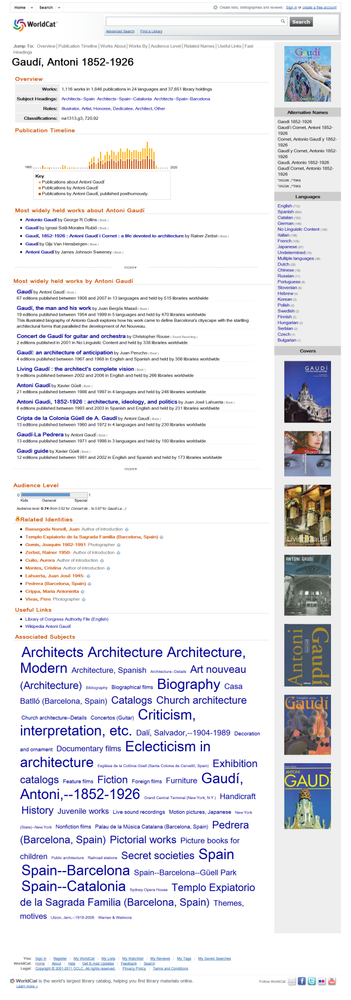 Home Search
Create lists, bibliographies and reviews: Sign in or create a free account
WorldCat
Search
Advanced Search Find a Library
Jump To: Overview | Publication Timeline | Works About | Works By | Audience Level | Related Names | Useful Links | Fast
Headings
Gaudí, Antoni 1852-1926
Overview
Works: 1,116 works in 1,846 publications in 24 languages and 37,651 library holdings
Subject Headings: Architects--Spain Architects--Spain--Catalonia Architects--Spain--Barcelona
Roles: Illustrator, Artist, Honoree, Dedicatee, Architect, Other
Classifications: na1313.g3, 720.92
Publication Timeline
1900 2020
Key
Publications about Antoni Gaudí
Publications by Antoni Gaudí
Publications by Antoni Gaudí, published posthumously.
Most widely held works about Antoni Gaudí
Antonio Gaudí by George R Collins ( Book )
Gaudí by Ignasi Solà-Morales Rubió ( Book )
Gaudí, 1852-1926 : Antoni Gaudí i Cornet : a life devoted to architecture by Rainer Zerbst ( Book )
Gaudí by Gijs Van Hensbergen ( Book )
Antoni Gaudí by James Johnson Sweeney ( Book )
more
Most widely held works by Antoni Gaudí
Gaudí by Antoni Gaudí ( Book )
67 editions published between 1908 and 2007 in 13 languages and held by 515 libraries worldwide
Gaudí, the man and his work by Juan Bergós Massó ( Book )
19 editions published between 1954 and 1999 in 5 languages and held by 470 libraries worldwide
This illustrated biography of Antonio Gaudi explores how his work came to define Barcelona's cityscape with the startling
architectural forms that paralleled the development of Art Nouveau.
Concert de Gaudí for guitar and orchestra by Christopher Rouse ( Sound Recording )
2 editions published in 2001 in No Linguistic Content and held by 338 libraries worldwide
Gaudí: an architecture of anticipation by Juan Perucho ( Book )
4 editions published between 1967 and 1968 in English and Spanish and held by 306 libraries worldwide
Living Gaudí : the architect's complete vision ( Book )
9 editions published between 2002 and 2006 in English and held by 266 libraries worldwide
Antoni Gaudí by Xavier Güell ( Book )
21 editions published between 1986 and 1997 in 4 languages and held by 246 libraries worldwide
Antoni Gaudi, 1852-1926 : architecture, ideology, and politics by Juan José Lahuerta ( Book )
6 editions published between 1993 and 2003 in Spanish and English and held by 231 libraries worldwide
Cripta de la Colonia Güell de A. Gaudí by Antoni Gaudí ( Book )
13 editions published between 1960 and 1972 in 4 languages and held by 230 libraries worldwide
Gaudí-La Pedrera by Antoni Gaudí ( Book )
13 editions published between 1971 and 1998 in 3 languages and held by 180 libraries worldwide
Gaudi guide by Xavier Güell ( Book )
12 editions published between 1991 and 2002 in English and Spanish and held by 173 libraries worldwide
more
Audience Level
0 1
Kids General Special
Audience level: 0.74 (from 0.52 for Concert de ... to 0.87 for Gaudí-La ...)
Related Identities
Bassegoda Nonell, Juan Author of introduction
Templo Expiatorio de la Sagrada Familia (Barcelona, Spain)
Gomis, Joaquim 1902-1991 Photographer
Zerbst, Rainer 1950- Author of introduction
Cuito, Aurora Author of introduction
Montes, Cristina Author of introduction
Lahuerta, Juan José 1945-
Pedrera (Barcelona, Spain)
Crippa, Maria Antonietta
Vivas, Pere Photographer
Useful Links
Library of Congress Authority File (English)
Wikipedia Antoni Gaudí
Associated Subjects
Architects Architecture Architecture,
Modern Architecture, Spanish Architecture--Details Art nouveau
(Architecture) Bibliography Biographical films Biography Casa
Batlló (Barcelona, Spain) Catalogs Church architecture
Church architecture--Details Concertos (Guitar) Criticism,
interpretation, etc. Dalí, Salvador,--1904-1989 Decoration
and ornament Documentary films Eclecticism in
architecture Església de la Colònia Güell (Santa Coloma de Cervelló, Spain) Exhibition
catalogs Feature films Fiction Foreign films Furniture Gaudí,
Antoni,--1852-1926 Grand Central Terminal (New York, N.Y.) Handicraft
History Juvenile works Live sound recordings Motion pictures, Japanese New York
(State)--New York Nonfiction films Palau de la Música Catalana (Barcelona, Spain) Pedrera
(Barcelona, Spain) Pictorial works Picture books for
children Public architecture Railroad stations Secret societies Spain
Spain--Barcelona Spain--Barcelona--Güell Park
Spain--Catalonia Sydney Opera House Templo Expiatorio
de la Sagrada Familia (Barcelona, Spain) Themes,
motives Utzon, Jørn,--1918-2008 Warren & Wetmore
Gaudí
Alternative Names
Gaodi 1852-1926
Gaudí i Cornet, Antoni 1852-
1926
Cornet, Antonio Gaudí y 1852-
1926
Gaudí y Cornet, Antonio 1852-
1926
Gaudi, Antonio 1852-1926
Gaudí Cornet, Antonio 1852-
1926
גאודי, אנטוני
גאודי, אנטוני
Languages
English (712)
Spanish (664)
Catalan (182)
German (146)
No Linguistic Content (126)
Italian (106)
French (106)
Japanese (87)
Undetermined (75)
Multiple languages (36)
Dutch (26)
Chinese (18)
Russian (11)
Portuguese (6)
Slovenian (6)
Hebrew (4)
Korean (3)
Polish (2)
Swedish (2)
Finnish (2)
Hungarian (2)
Serbian (2)
Czech (1)
Bulgarian (1)
Covers
GAUDÍ
THE MAN AND HIS WORK
Sharon Isbin
Living Gaudí
ANTONI GAUDÍ
Antoni
Gaudí
Complete works
Gaudí
ANTONI
GAUDÍ
You: Sign In | Register | My WorldCat | My Lists | My Watchlist | My Reviews | My Tags | My Saved Searches
WorldCat: Home | About | Help | Get E-mail Updates | Feedback | Search
Legal: Copyright © 2001-2011 OCLC. All rights reserved. | Privacy Policy | Terms and Conditions
WorldCat is the world's largest library catalog, helping you find library materials online.
Learn more ››
Follow WorldCat:
You Tube